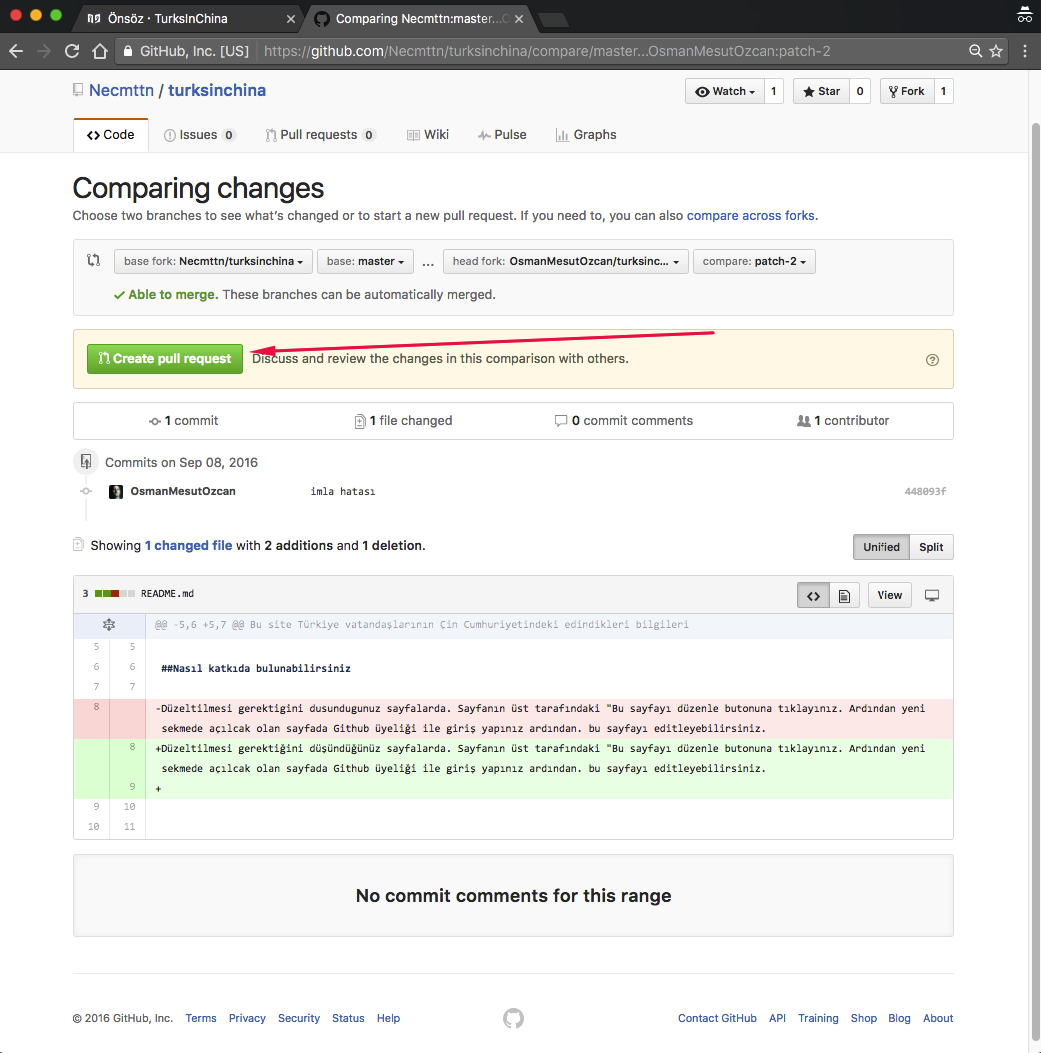 Önsöz · TurksInChina
Comparing Necmttn:master...O
GitHub, Inc. [US] https://github.com/Necmttn/turksinchina/compare/master...OsmanMesutOzcan:patch-2
Necmttn / turksinchina
Watch 1 Star 0 Fork 1
Code Issues 0 Pull requests 0 Wiki Pulse Graphs
Comparing changes
Choose two branches to see what's changed or to start a new pull request. If you need to, you can also compare across forks.
base fork: Necmttn/turksinchina base: master ... head fork: OsmanMesutOzcan/turksinc... compare: patch-2
Able to merge. These branches can be automatically merged.
Create pull request Discuss and review the changes in this comparison with others.
1 commit 1 file changed 0 commit comments 1 contributor
Commits on Sep 08, 2016
OsmanMesutOzcan imla hatası 448093f
Showing 1 changed file with 2 additions and 1 deletion.
Unified Split
3 README.md View
@@ -5,6 +5,7 @@ Bu site Türkiye vatandaşlarının Çin Cumhuriyetindeki edindikleri bilgileri
5 5
6 6 ##Nasıl katkıda bulunabilirsiniz
7 7
8 -Düzeltilmesi gerektigini dusundugunuz sayfalarda. Sayfanın üst tarafındaki "Bu sayfayı düzenle butonuna tıklayınız. Ardından yeni
sekmede açılcak olan sayfada Github üyeliği ile giriş yapınız ardından. bu sayfayı editleyebilirsiniz.
8 +Düzeltilmesi gerektiğini düşündüğünüz sayfalarda. Sayfanın üst tarafındaki "Bu sayfayı düzenle butonuna tıklayınız. Ardından yeni
sekmede açılcak olan sayfada Github üyeliği ile giriş yapınız ardından. bu sayfayı editleyebilirsiniz.
9 +
9 10
10 11
No commit comments for this range
© 2016 GitHub, Inc. Terms Privacy Security Status Help Contact GitHub API Training Shop Blog About